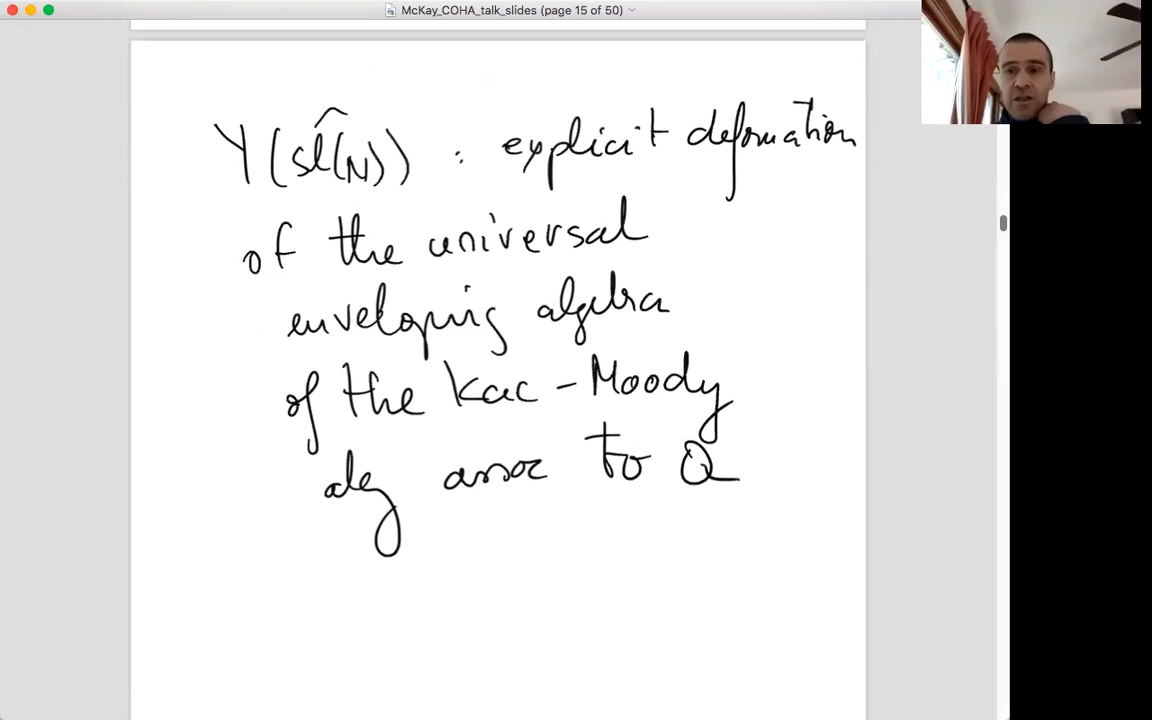 McKay_COHA_talk_slides (page 15 of 50)
Y(ŝl(N)) : explicit deformation
of the universal
enveloping algebra
of the Kac-Moody
alg assoc to Q